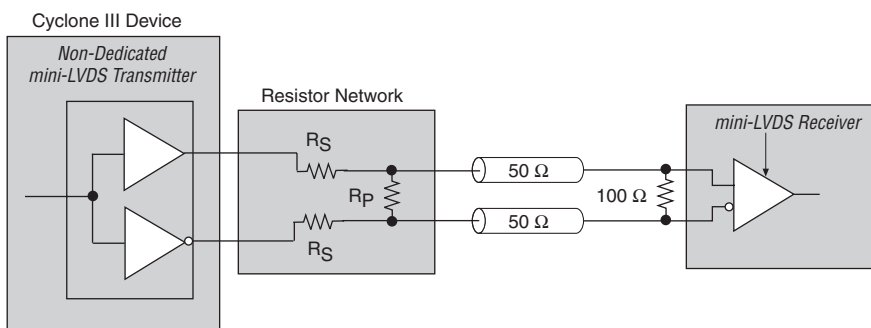 Cyclone III Device
Non-Dedicated
mini-LVDS Transmitter
Resistor Network
mini-LVDS Receiver
RS
50 Ω
RP
100 Ω
50 Ω
RS